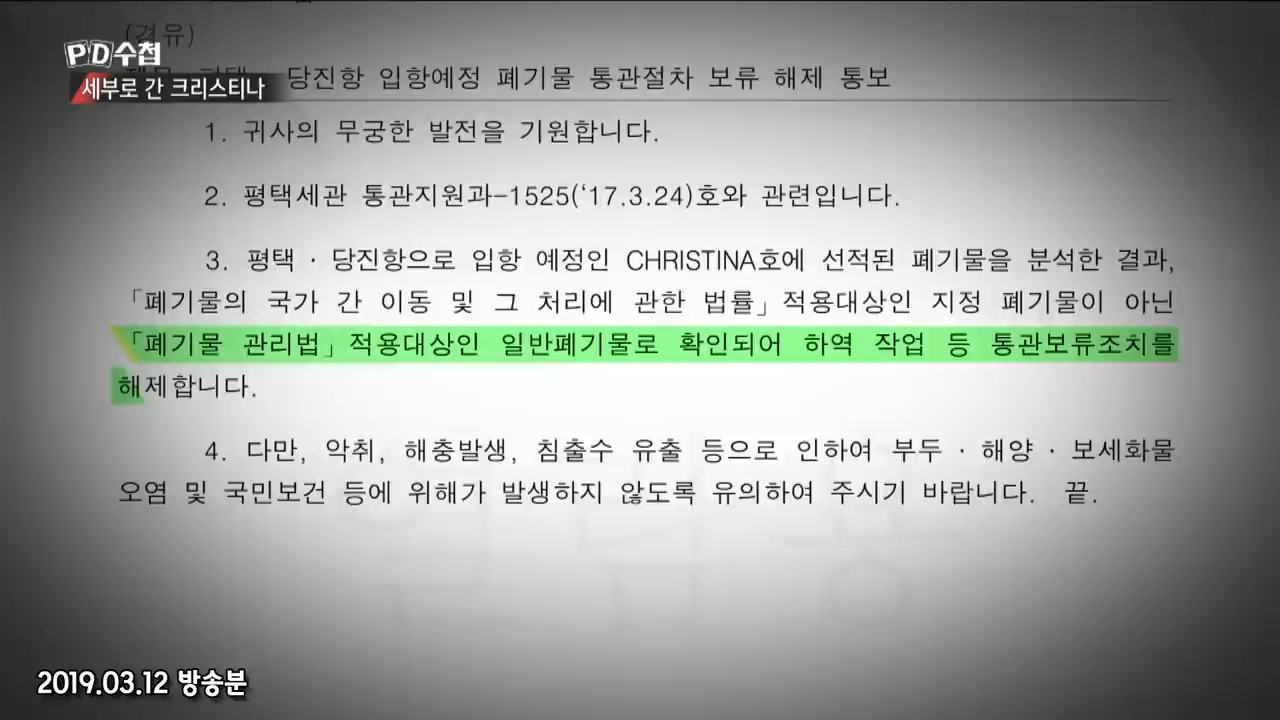 (경유)
PD수첩
세부로 간 크리스티나
당진항 입항예정 폐기물 통관절차 보류 해제 통보
1. 귀사의 무궁한 발전을 기원합니다.
2. 평택세관 통관지원과-1525(‘17.3.24)호와 관련입니다.
3. 평택·당진항으로 입항 예정인 CHRISTINA호에 선적된 폐기물을 분석한 결과,
「폐기물의 국가 간 이동 및 그 처리에 관한 법률」적용대상인 지정 폐기물이 아닌
「폐기물 관리법」적용대상인 일반폐기물로 확인되어 하역 작업 등 통관보류조치를
해제합니다.
4. 다만, 악취, 해충발생, 침출수 유출 등으로 인하여 부두·해양·보세화물
오염 및 국민보건 등에 위해가 발생하지 않도록 유의하여 주시기 바랍니다. 끝.
2019.03.12 방송분